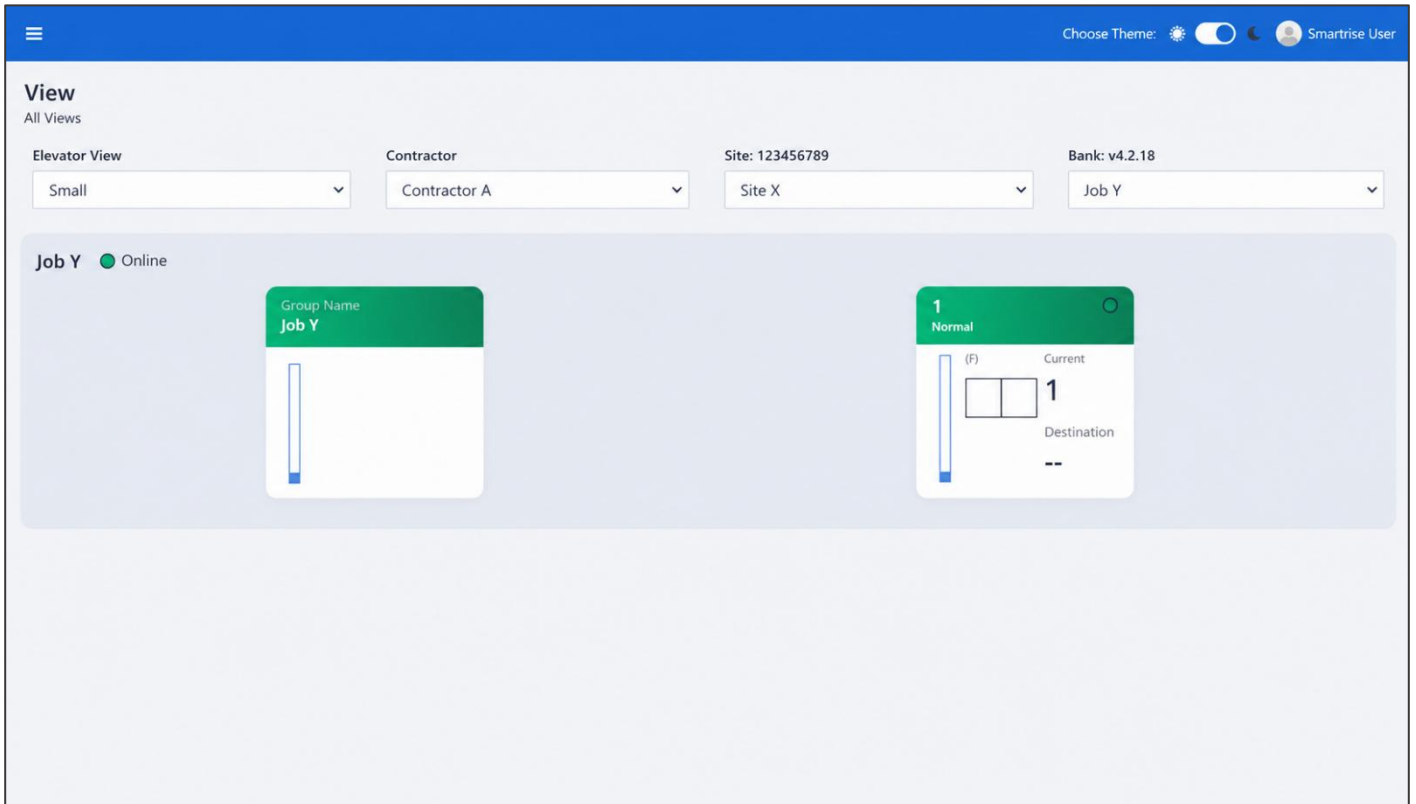 Choose Theme: Smartrise User
View
All Views
Elevator View Contractor Site: 123456789 Bank: v4.2.18
Small Contractor A Site X Job Y
Job Y Online
Group Name
Job Y
1
Normal
(F) Current
1
Destination
--